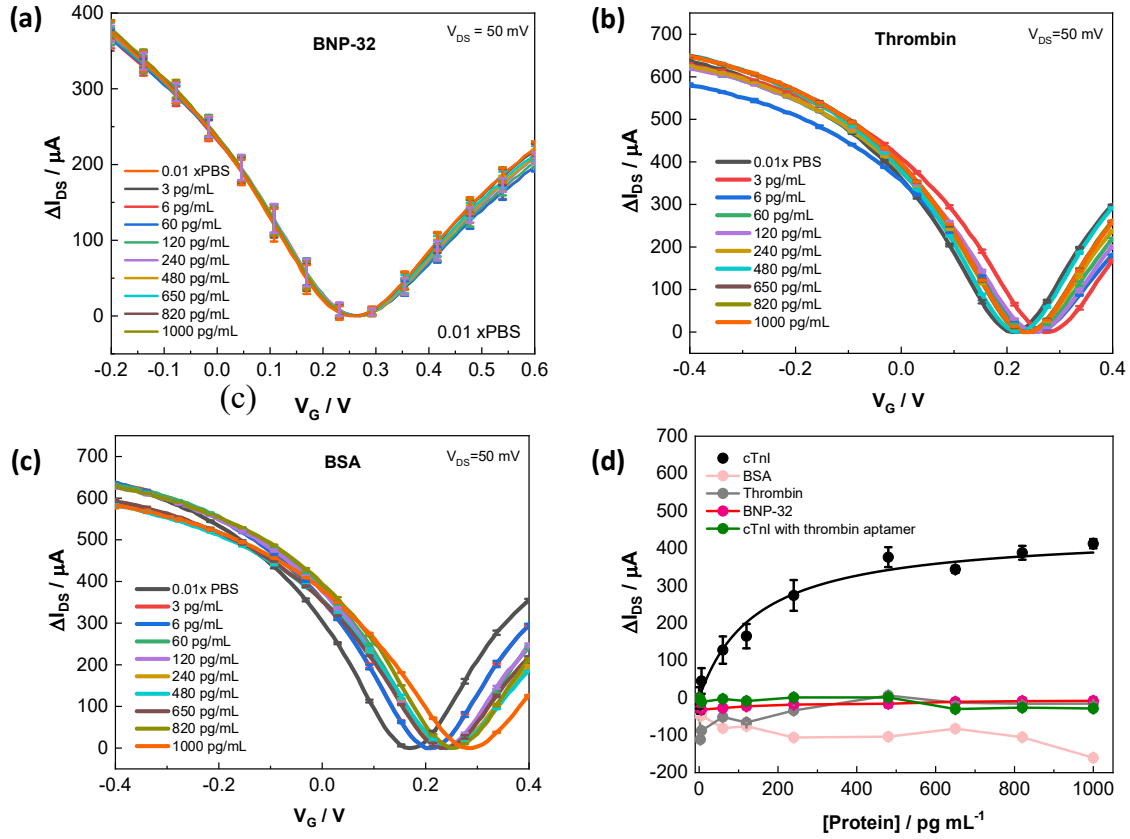 (a)
BNP-32
V_DS = 50 mV
ΔI_DS / µA
400
300
200
100
0
0.01 xPBS
3 pg/mL
6 pg/mL
60 pg/mL
120 pg/mL
240 pg/mL
480 pg/mL
650 pg/mL
820 pg/mL
1000 pg/mL
0.01 xPBS
-0.2 -0.1 0.0 0.1 0.2 0.3 0.4 0.5 0.6
(c)
V_G / V
(b)
Thrombin
V_DS=50 mV
ΔI_DS / µA
700
600
500
400
300
200
100
0
0.01x PBS
3 pg/mL
6 pg/mL
60 pg/mL
120 pg/mL
240 pg/mL
480 pg/mL
650 pg/mL
820 pg/mL
1000 pg/mL
-0.4 -0.2 0.0 0.2 0.4
V_G / V
(c)
BSA
V_DS=50 mV
ΔI_DS / µA
700
600
500
400
300
200
100
0
0.01x PBS
3 pg/mL
6 pg/mL
60 pg/mL
120 pg/mL
240 pg/mL
480 pg/mL
650 pg/mL
820 pg/mL
1000 pg/mL
-0.4 -0.2 0.0 0.2 0.4
V_G / V
(d)
ΔI_DS / µA
700
600
500
400
300
200
100
0
-100
-200
cTnI
BSA
Thrombin
BNP-32
cTnI with thrombin aptamer
0 200 400 600 800 1000
[Protein] / pg mL⁻¹